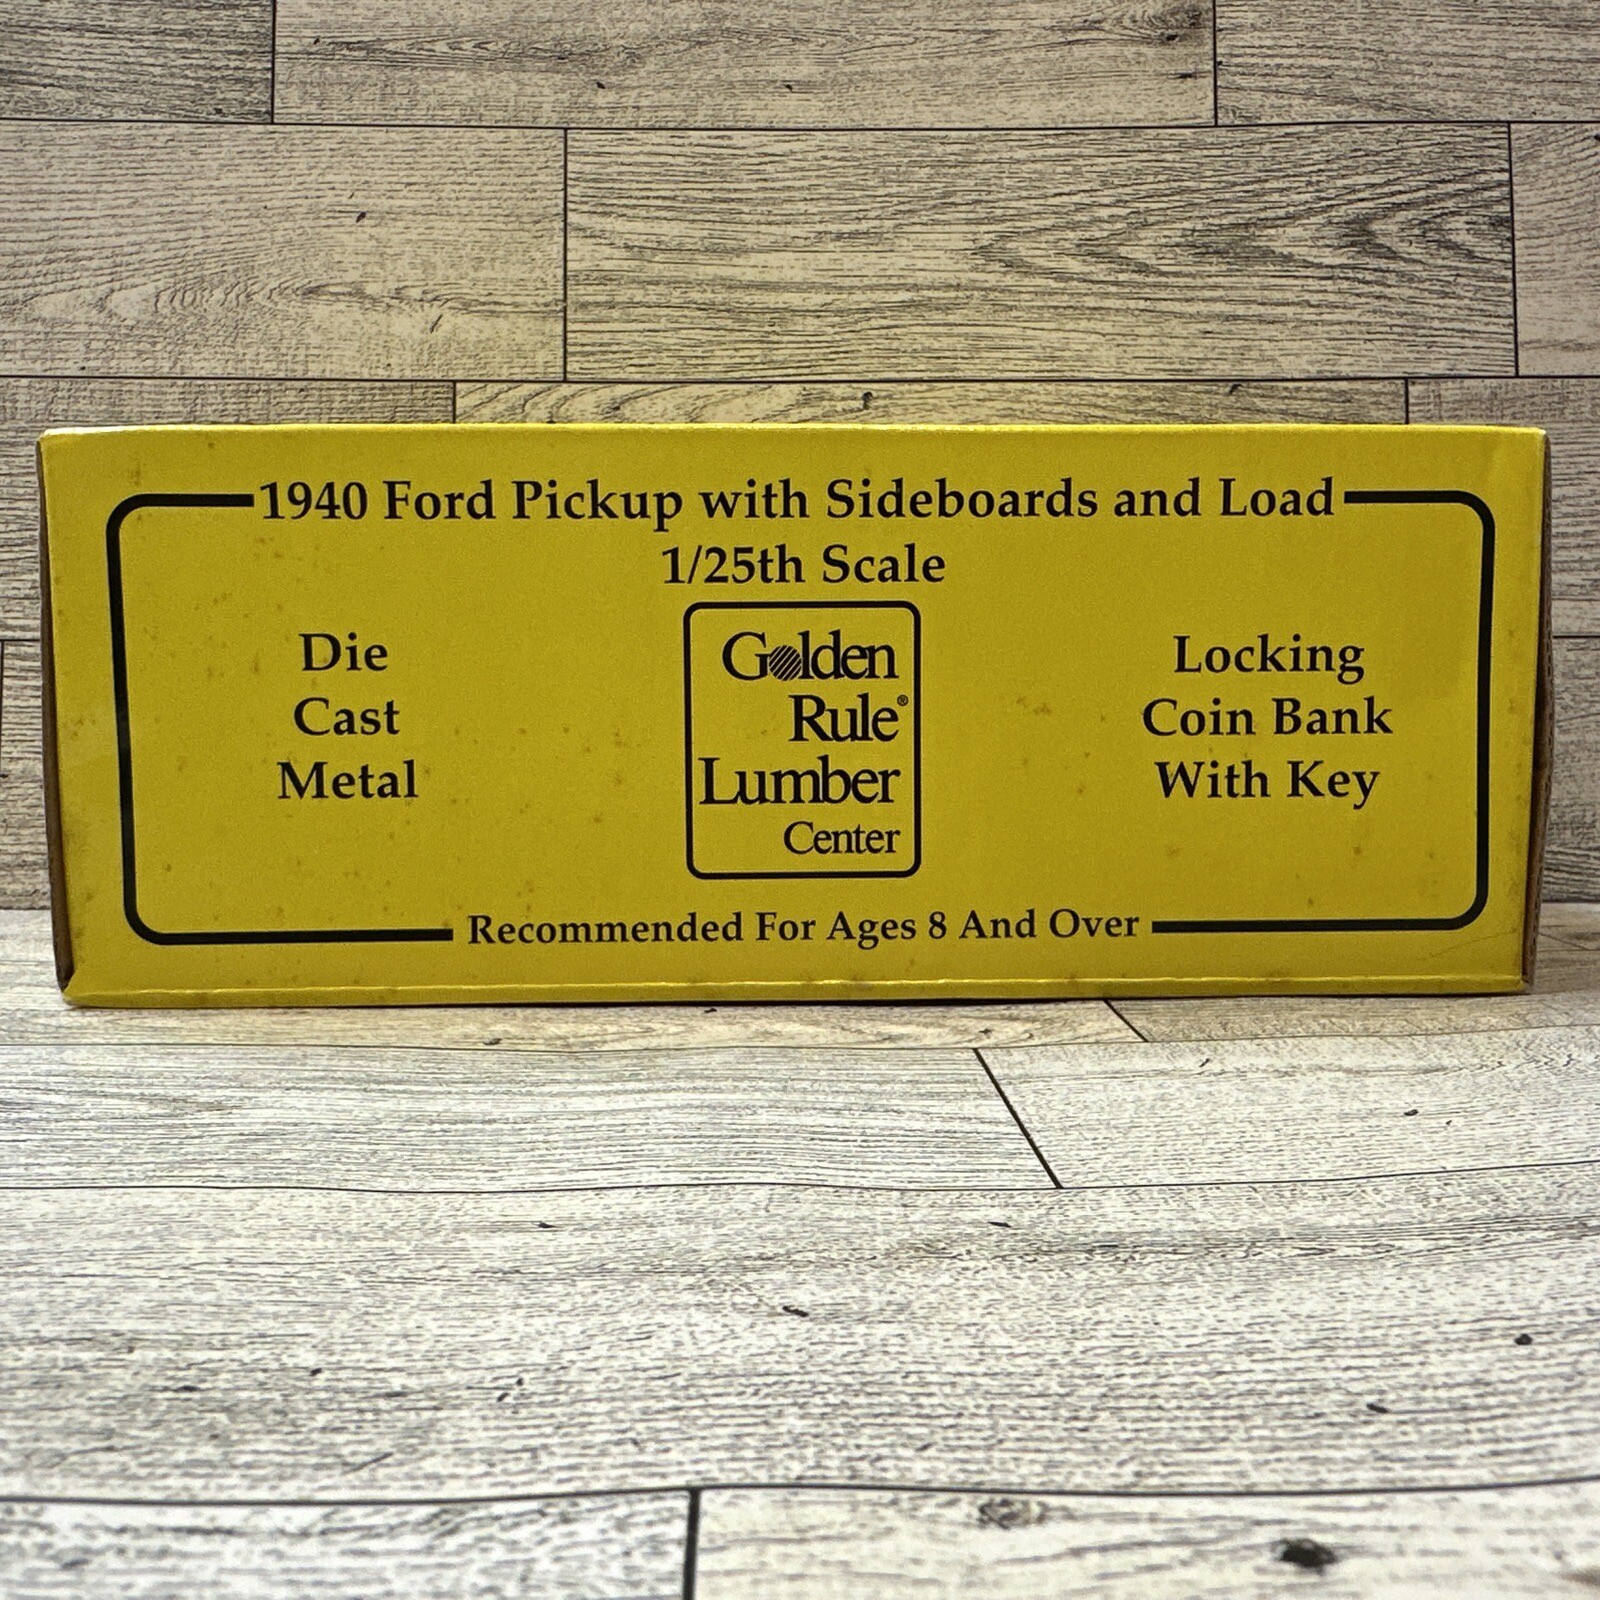 1940 Ford Pickup with Sideboards and Load
1/25th Scale
Die
Cast
Metal
Golden
Rule®
Lumber
Center
Locking
Coin Bank
With Key
Recommended For Ages 8 And Over